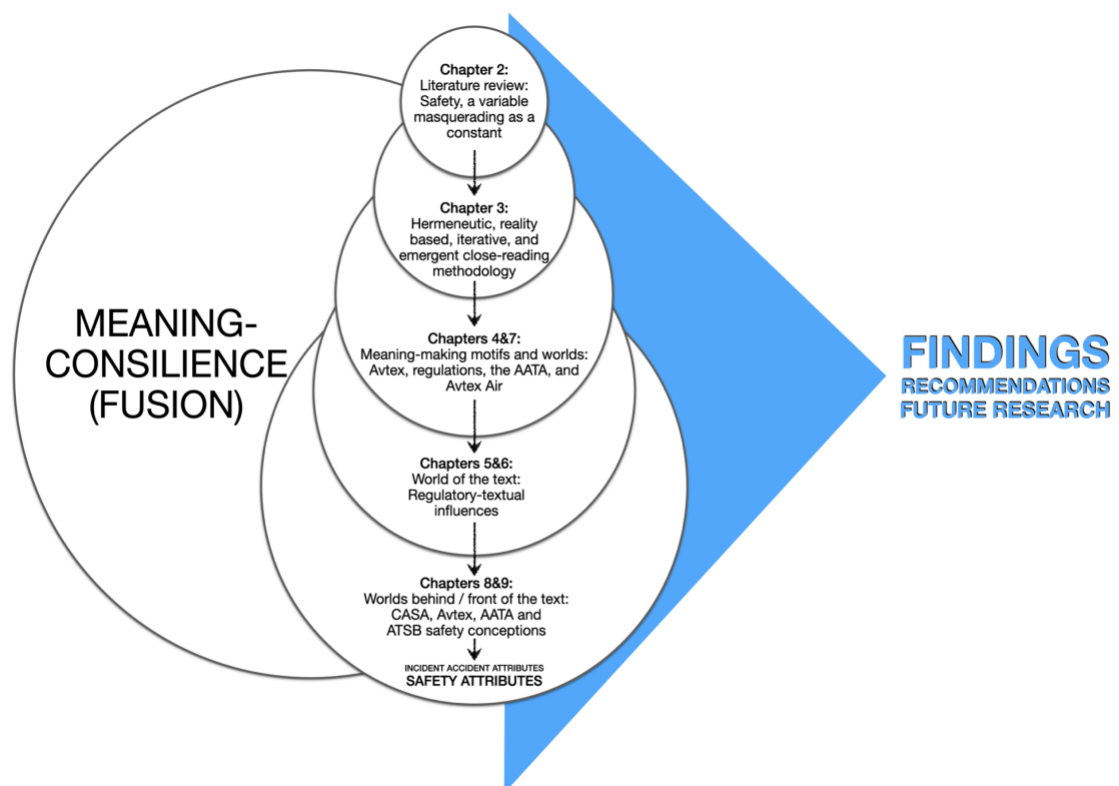 Chapter 2:
Literature review:
Safety, a variable
masquerading as a
constant
Chapter 3:
Hermeneutic, reality
based, iterative, and
emergent close-reading
methodology
MEANING-
CONSILIENCE
(FUSION)
Chapters 4&7:
Meaning-making motifs and worlds:
Avtex, regulations, the AATA, and
Avtex Air
Chapters 5&6:
World of the text:
Regulatory-textual
influences
Chapters 8&9:
Worlds behind / front of the text:
CASA, Avtex, AATA and
ATSB safety conceptions
INCIDENT ACCIDENT ATTRIBUTES
SAFETY ATTRIBUTES
FINDINGS
RECOMMENDATIONS
FUTURE RESEARCH